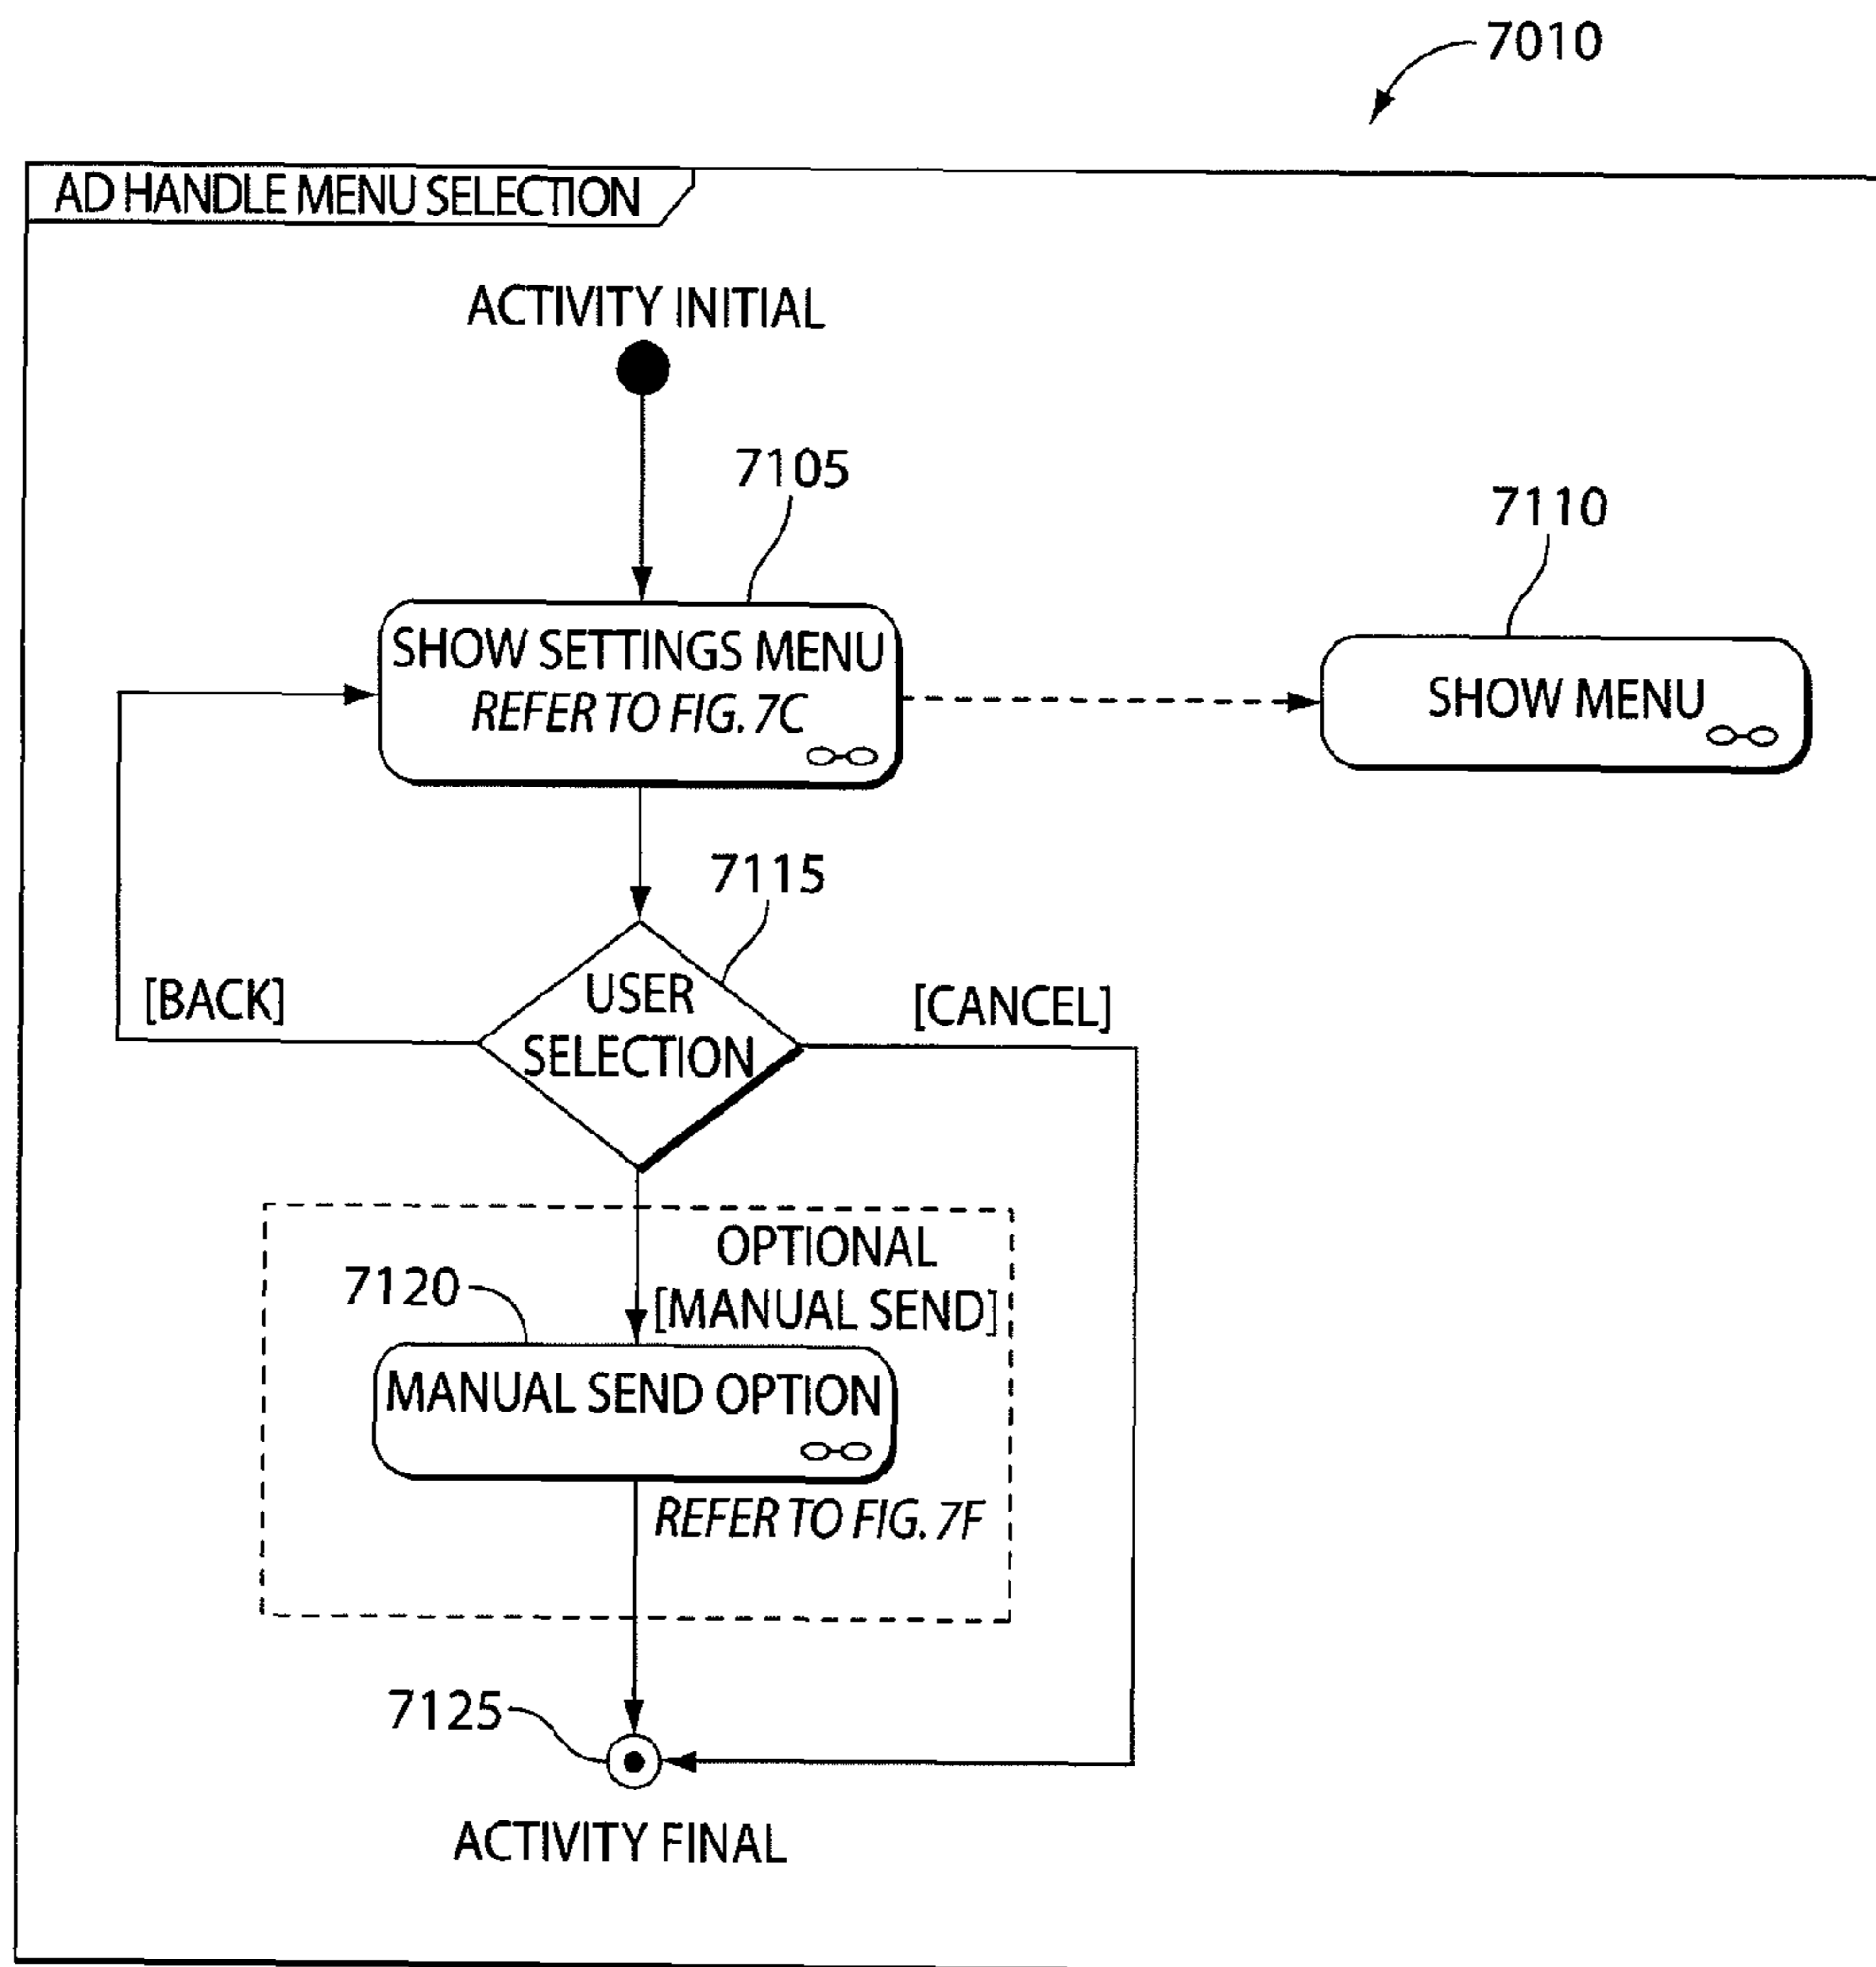 7010
AD HANDLE MENU SELECTION
ACTIVITY INITIAL
7105
7110
SHOW SETTINGS MENU
REFER TO FIG. 7C
SHOW MENU
7115
[BACK]
USER
SELECTION
[CANCEL]
OPTIONAL
7120
[MANUAL SEND]
MANUAL SEND OPTION
REFER TO FIG. 7F
7125
ACTIVITY FINAL